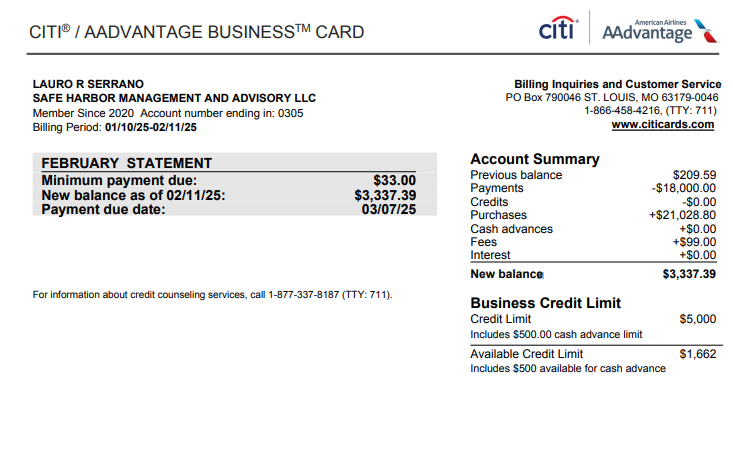 CITI® / AADVANTAGE BUSINESS™ CARD
citi
American Airlines
AAdvantage
LAURO R SERRANO
SAFE HARBOR MANAGEMENT AND ADVISORY LLC
Member Since 2020 Account number ending in: 0305
Billing Period: 01/10/25-02/11/25
Billing Inquiries and Customer Service
PO Box 790046 ST. LOUIS, MO 63179-0046
1-866-458-4216, (TTY: 711)
www.citicards.com
FEBRUARY STATEMENT
Minimum payment due: $33.00
New balance as of 02/11/25: $3,337.39
Payment due date: 03/07/25
For information about credit counseling services, call 1-877-337-8187 (TTY: 711).
Account Summary
Previous balance $209.59
Payments -$18,000.00
Credits -$0.00
Purchases +$21,028.80
Cash advances +$0.00
Fees +$99.00
Interest +$0.00
New balance $3,337.39
Business Credit Limit
Credit Limit $5,000
Includes $500.00 cash advance limit
Available Credit Limit $1,662
Includes $500 available for cash advance